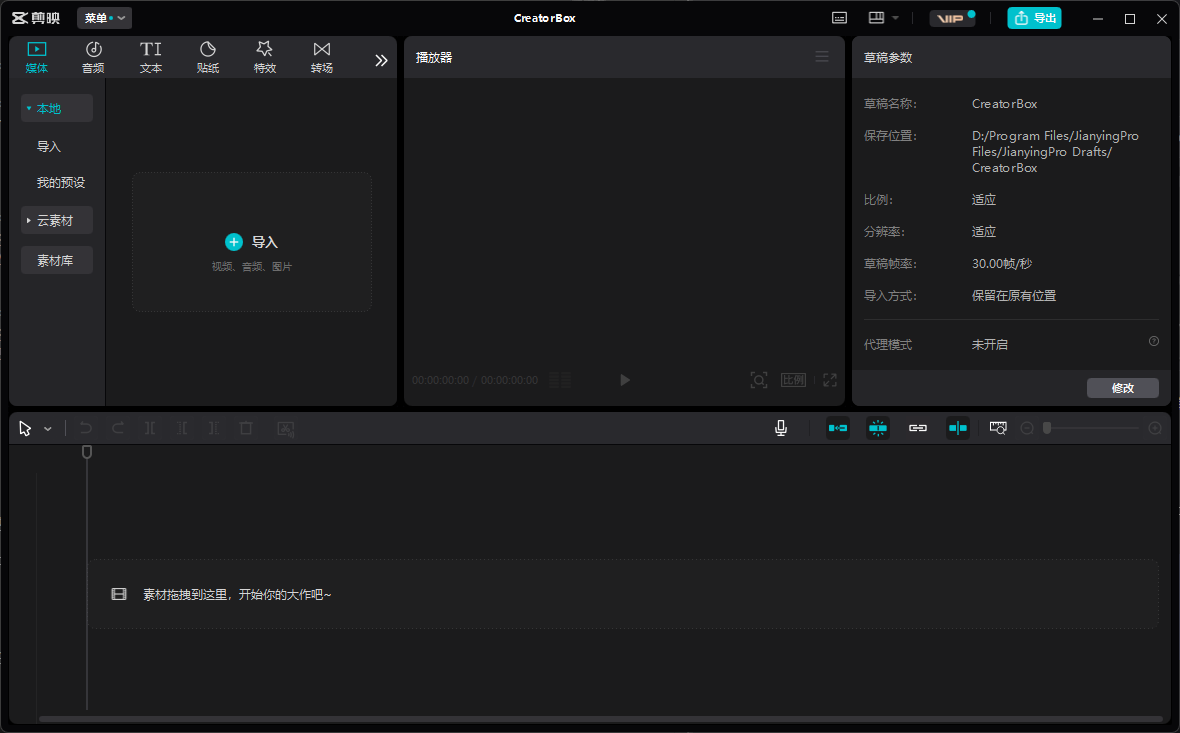 剪映
菜单
CreatorBox
VIP
导出
媒体
音频
文本
贴纸
特效
转场
本地
导入
我的预设
云素材
素材库
导入
视频、音频、图片
播放器
00:00:00:00 / 00:00:00:00
比例
草稿参数
草稿名称:
CreatorBox
保存位置:
D:/Program Files/JianyingPro
Files/JianyingPro Drafts/
CreatorBox
比例:
适应
分辨率:
适应
草稿帧率:
30.00帧/秒
导入方式:
保留在原有位置
代理模式
未开启
修改
素材拖拽到这里，开始你的大作吧~